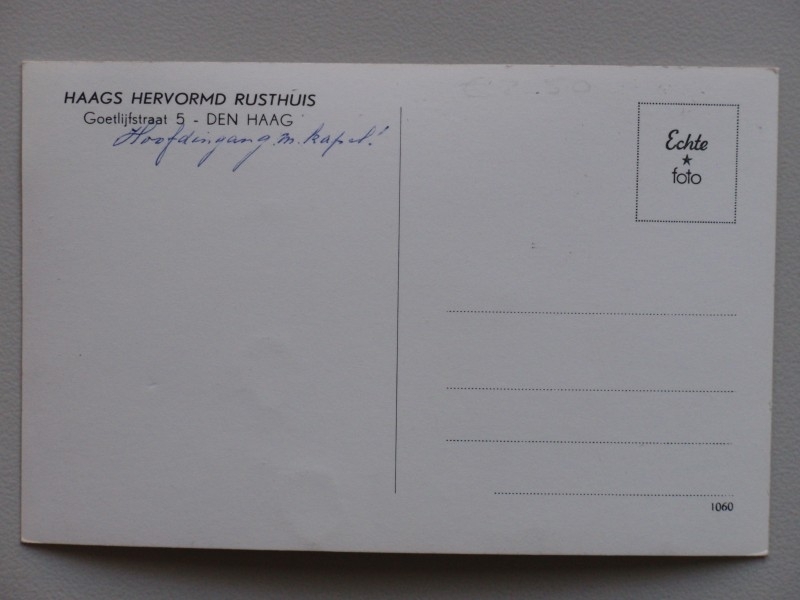 HAAGS HERVORMD RUSTHUIS
Goetlijfstraat 5 - DEN HAAG
Hoofdingang m. kapel!
Echte
foto
1060